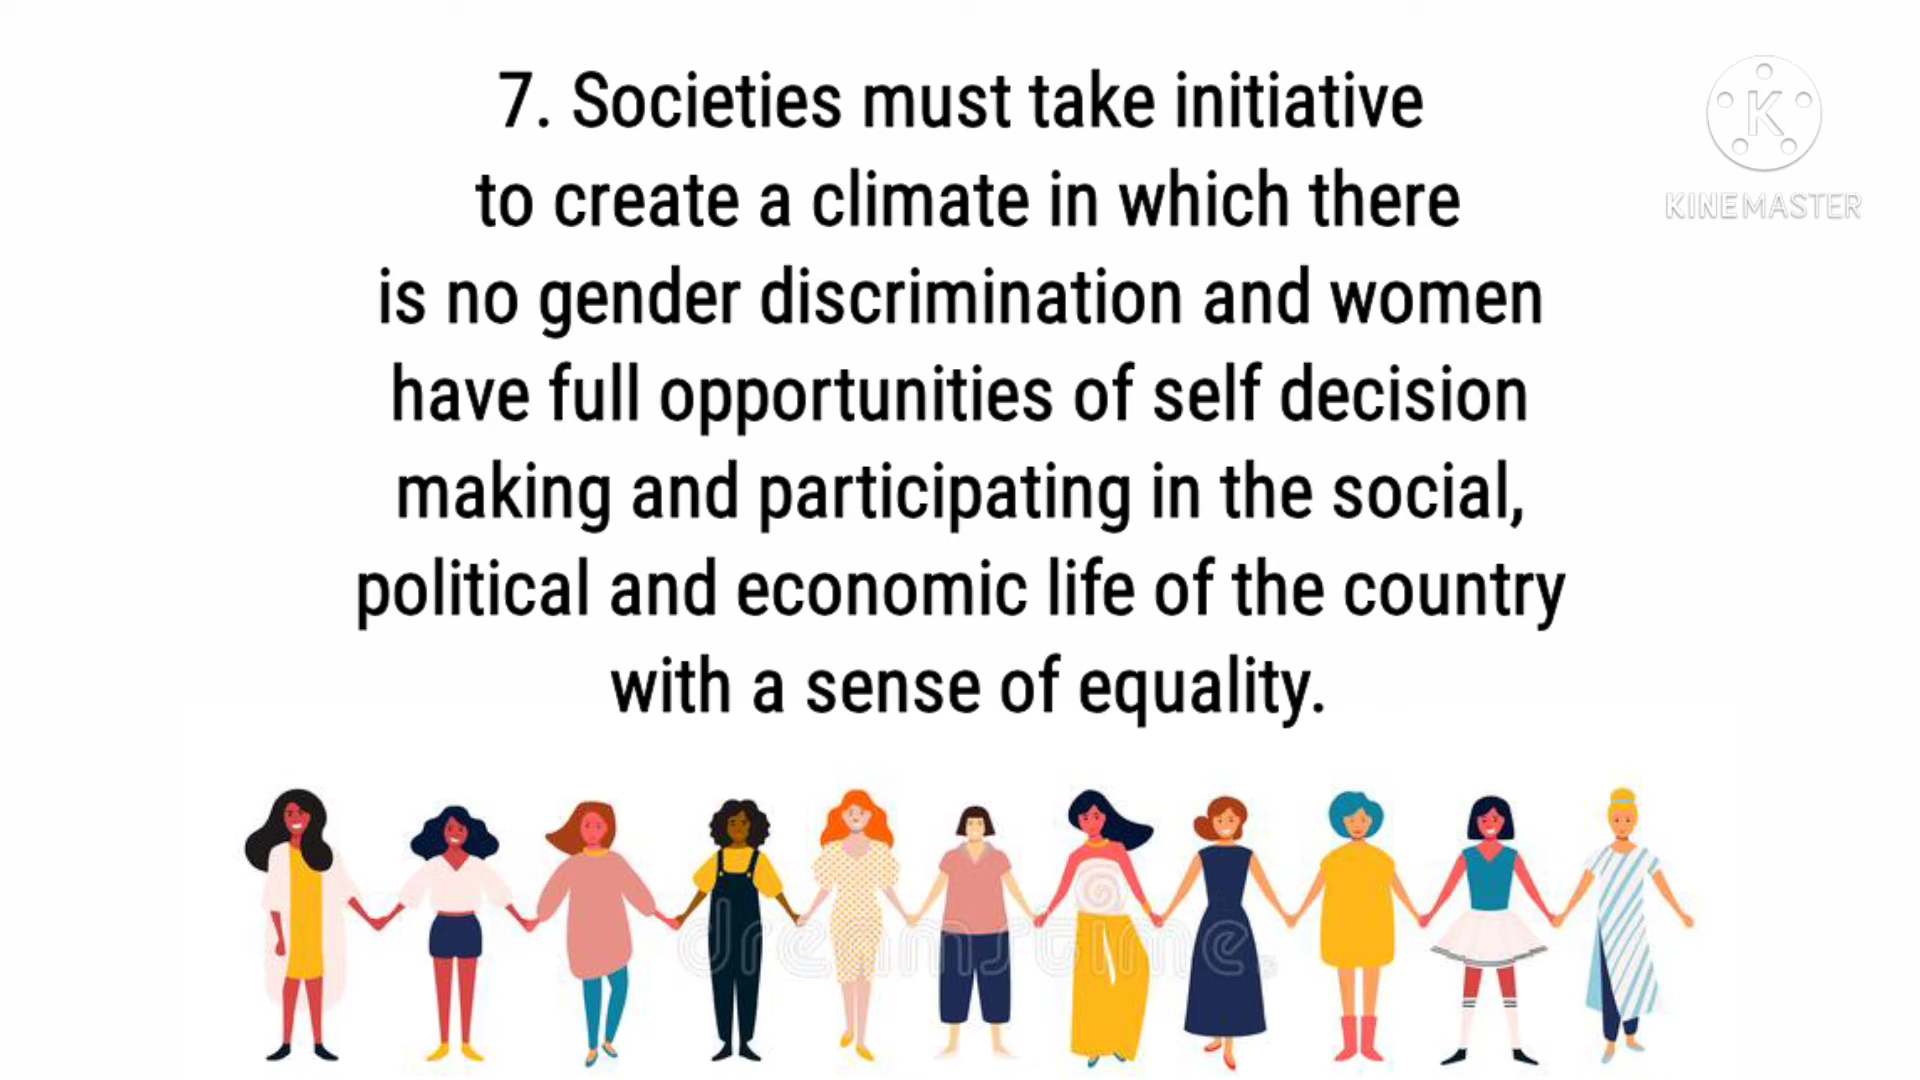 7. Societies must take initiative
to create a climate in which there
is no gender discrimination and women
have full opportunities of self decision
making and participating in the social,
political and economic life of the country
with a sense of equality.
K
KINEMASTER
dreamstime